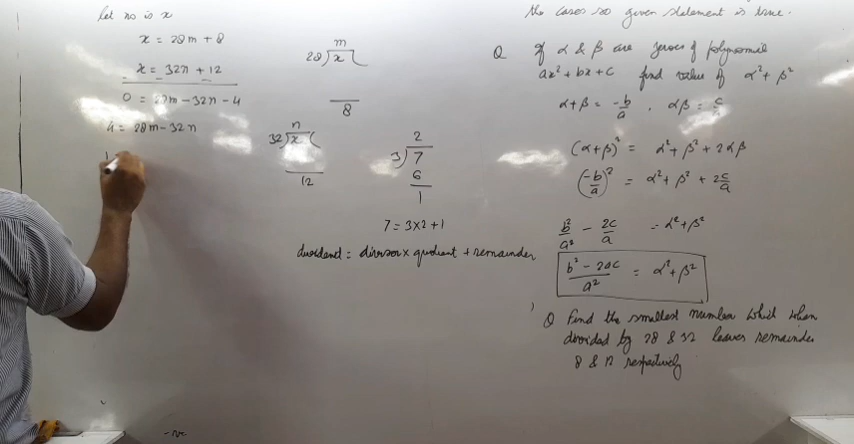 let no is x
x = 28m + 8
x = 32n + 12
0 = 28m - 32n - 4
4 = 28m - 32n
m
28) x (
8
n
32) x (
12
2
3) 7
6
1
7 = 3×2+1
dividend = divisor × quotient + remainder
the cases so given statement is true.
Q If α & β are zeroes of polynomial
ax² + bx + c find value of α² + β²
α+β = -b/a , αβ = c/a
(α+β)² = α² + β² + 2αβ
(-b/a)² = α² + β² + 2c/a
b²/a² - 2c/a = α² + β²
b² - 2ac/a² = α² + β²
Q Find the smallest number which when
divided by 28 & 32 leaves remainder
8 & 12 respectively
-ve